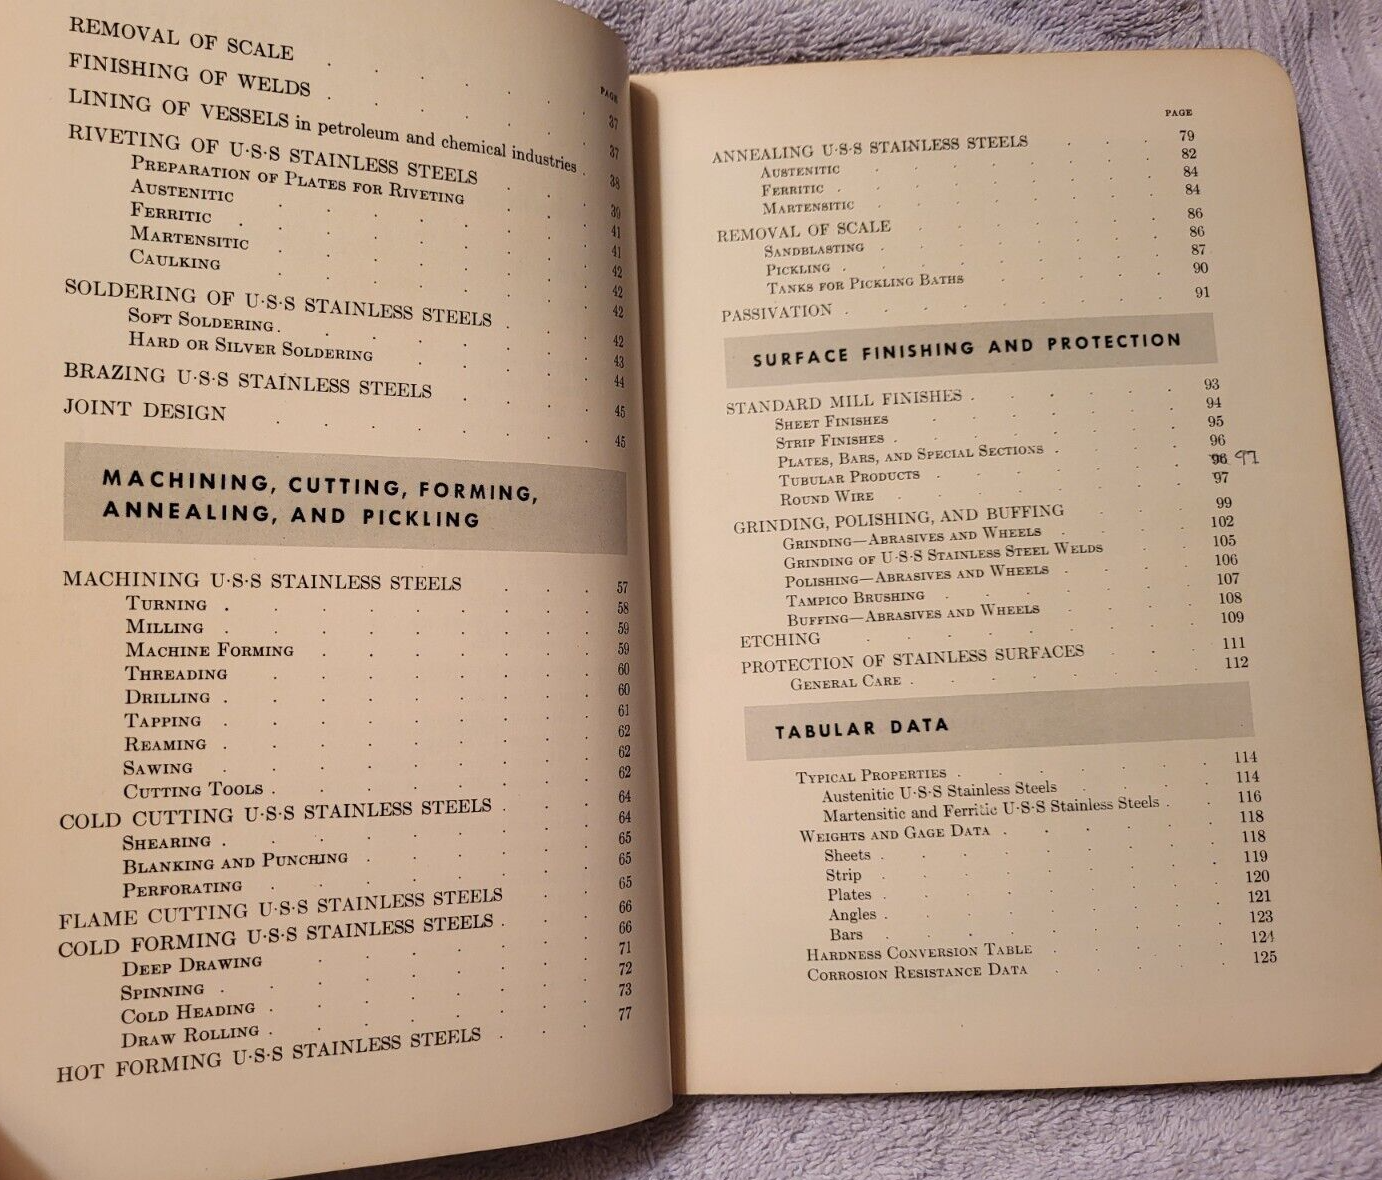 PAGE
REMOVAL OF SCALE . . . . . . 37
FINISHING OF WELDS . . . . . . 37
LINING OF VESSELS in petroleum and chemical industries . 38
RIVETING OF U·S·S STAINLESS STEELS . . . 39
PREPARATION OF PLATES FOR RIVETING . . . 41
AUSTENITIC . . . . . . . 41
FERRITIC . . . . . . . . 42
MARTENSITIC . . . . . . . 42
CAULKING . . . . . . . 42
SOLDERING OF U·S·S STAINLESS STEELS . . . 42
SOFT SOLDERING . . . . . . . 43
HARD OR SILVER SOLDERING . . . . 44
BRAZING U·S·S STAINLESS STEELS . . . 45
JOINT DESIGN . . . . . . . 45
MACHINING, CUTTING, FORMING,
ANNEALING, AND PICKLING
MACHINING U·S·S STAINLESS STEELS . . . 57
TURNING . . . . . . . . 58
MILLING . . . . . . . . 59
MACHINE FORMING . . . . . . 59
THREADING . . . . . . . 60
DRILLING . . . . . . . . 60
TAPPING . . . . . . . . 61
REAMING . . . . . . . . 62
SAWING . . . . . . . . 62
CUTTING TOOLS . . . . . . . 62
COLD CUTTING U·S·S STAINLESS STEELS . . . 64
SHEARING . . . . . . . . 64
BLANKING AND PUNCHING . . . . . 65
PERFORATING . . . . . . . 65
FLAME CUTTING U·S·S STAINLESS STEELS . . 65
COLD FORMING U·S·S STAINLESS STEELS . . . 66
DEEP DRAWING . . . . . . 66
SPINNING . . . . . . . . 71
COLD HEADING . . . . . . . 72
DRAW ROLLING . . . . . . . 73
HOT FORMING U·S·S STAINLESS STEELS . . . 77
PAGE
ANNEALING U·S·S STAINLESS STEELS . . . 79
AUSTENITIC . . . . . . . 82
FERRITIC . . . . . . . . 84
MARTENSITIC . . . . . . . 84
REMOVAL OF SCALE . . . . . . 86
SANDBLASTING . . . . . . . 86
PICKLING . . . . . . . . 87
TANKS FOR PICKLING BATHS . . . . 90
PASSIVATION . . . . . . . . 91
SURFACE FINISHING AND PROTECTION
STANDARD MILL FINISHES . . . . . . 93
SHEET FINISHES . . . . . . 94
STRIP FINISHES . . . . . . . 95
PLATES, BARS, AND SPECIAL SECTIONS . . . 96
TUBULAR PRODUCTS . . . . . . 96 97
ROUND WIRE . . . . . . . 97
GRINDING, POLISHING, AND BUFFING . . . 99
GRINDING—ABRASIVES AND WHEELS . . . . 102
GRINDING OF U·S·S STAINLESS STEEL WELDS . . 105
POLISHING—ABRASIVES AND WHEELS . . . . 106
TAMPICO BRUSHING . . . . . . 107
BUFFING—ABRASIVES AND WHEELS . . . . 108
ETCHING . . . . . . . . 109
PROTECTION OF STAINLESS SURFACES . . . 111
GENERAL CARE . . . . . . . 112
TABULAR DATA
TYPICAL PROPERTIES . . . . . . 114
Austenitic U·S·S Stainless Steels . . . . 114
Martensitic and Ferritic U·S·S Stainless Steels . . 116
WEIGHTS AND GAGE DATA . . . . . . 118
Sheets . . . . . . . . 118
Strip . . . . . . . . 119
Plates . . . . . . . . 120
Angles . . . . . . . . 121
Bars . . . . . . . . 123
HARDNESS CONVERSION TABLE . . . . 124
CORROSION RESISTANCE DATA . . . . 125